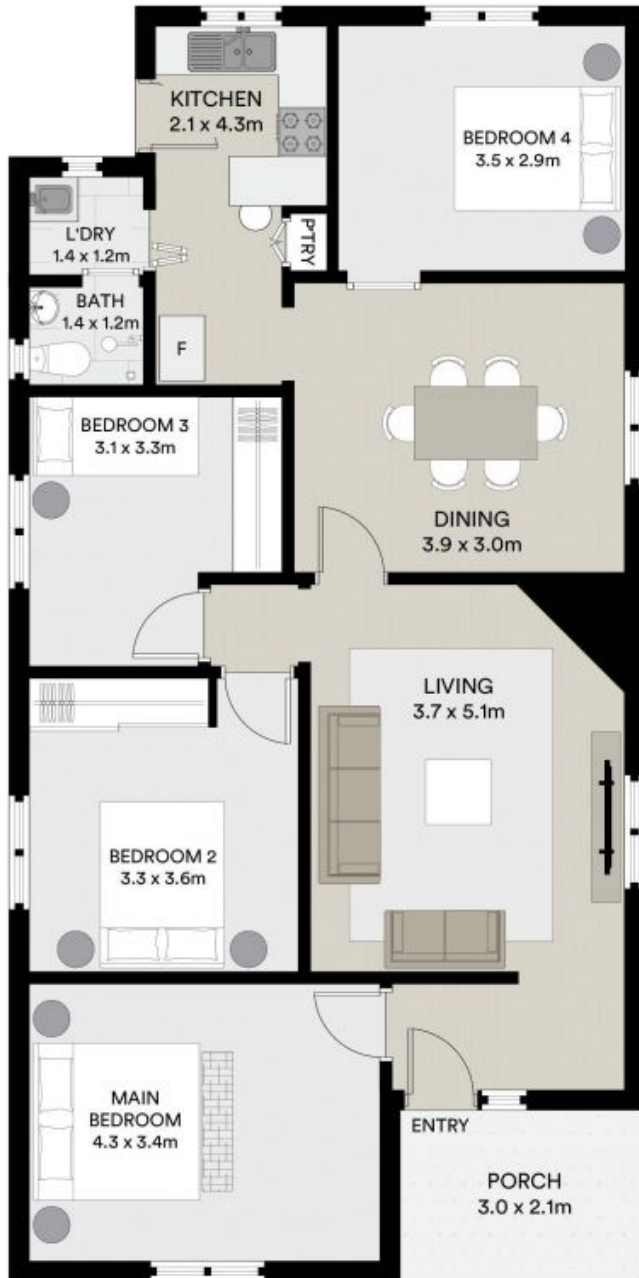 KITCHEN
2.1 x 4.3m
BEDROOM 4
3.5 x 2.9m
L'DRY
1.4 x 1.2m
P'TRY
BATH
1.4 x 1.2m
F
BEDROOM 3
3.1 x 3.3m
DINING
3.9 x 3.0m
LIVING
3.7 x 5.1m
BEDROOM 2
3.3 x 3.6m
MAIN
BEDROOM
4.3 x 3.4m
ENTRY
PORCH
3.0 x 2.1m